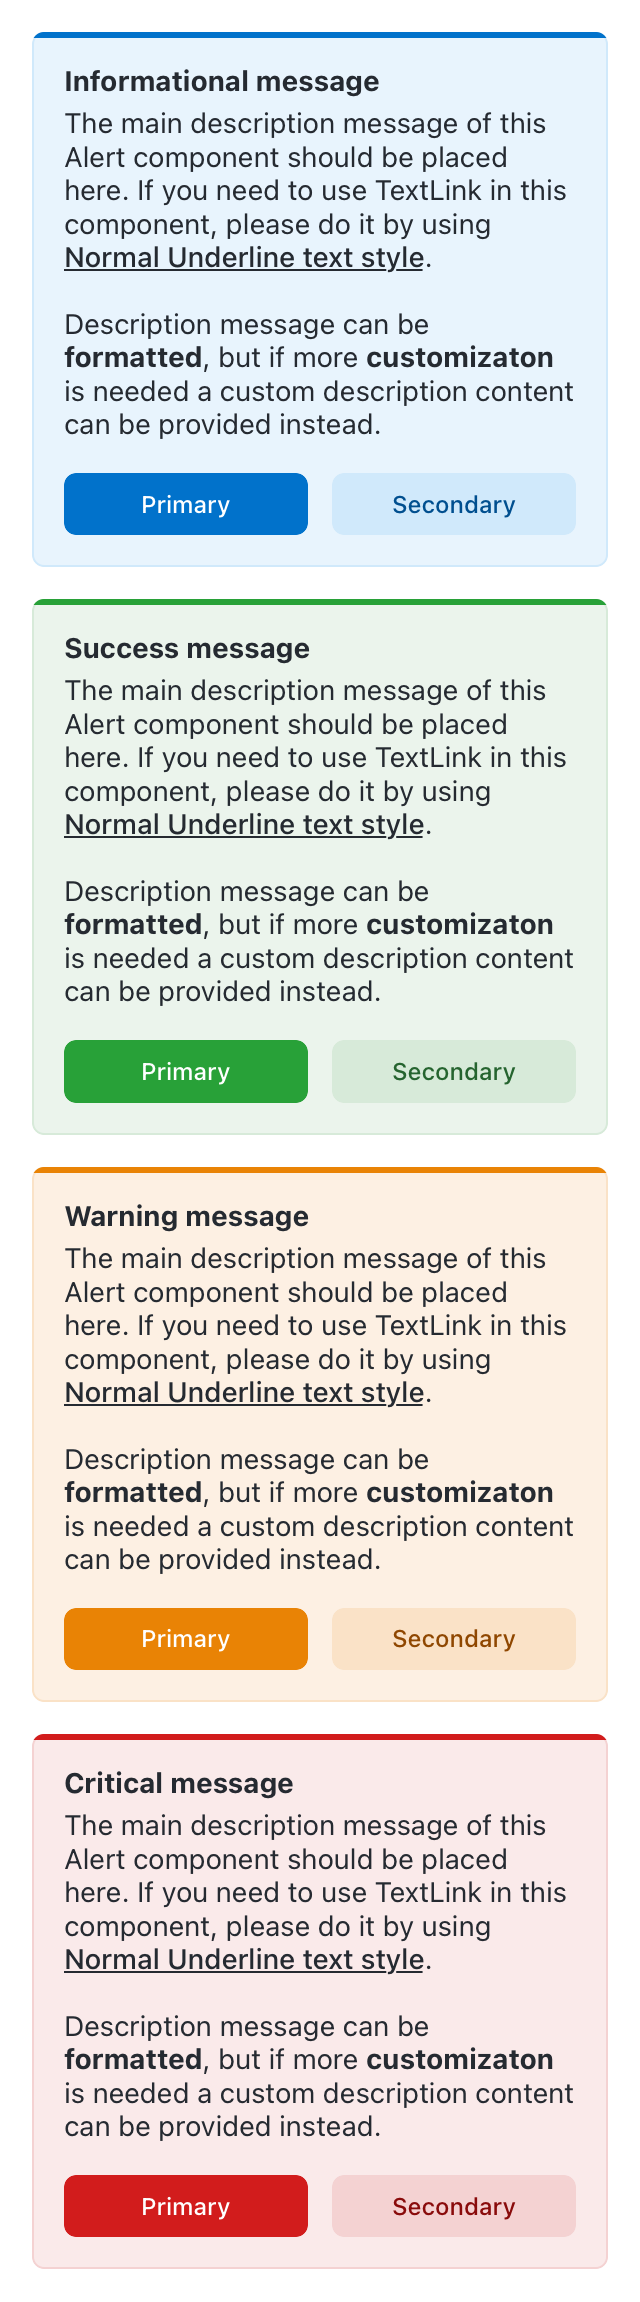 Informational message
The main description message of this
Alert component should be placed
here. If you need to use TextLink in this
component, please do it by using
Normal Underline text style.
Description message can be
formatted, but if more customizaton
is needed a custom description content
can be provided instead.
Primary Secondary
Success message
The main description message of this
Alert component should be placed
here. If you need to use TextLink in this
component, please do it by using
Normal Underline text style.
Description message can be
formatted, but if more customizaton
is needed a custom description content
can be provided instead.
Primary Secondary
Warning message
The main description message of this
Alert component should be placed
here. If you need to use TextLink in this
component, please do it by using
Normal Underline text style.
Description message can be
formatted, but if more customizaton
is needed a custom description content
can be provided instead.
Primary Secondary
Critical message
The main description message of this
Alert component should be placed
here. If you need to use TextLink in this
component, please do it by using
Normal Underline text style.
Description message can be
formatted, but if more customizaton
is needed a custom description content
can be provided instead.
Primary Secondary